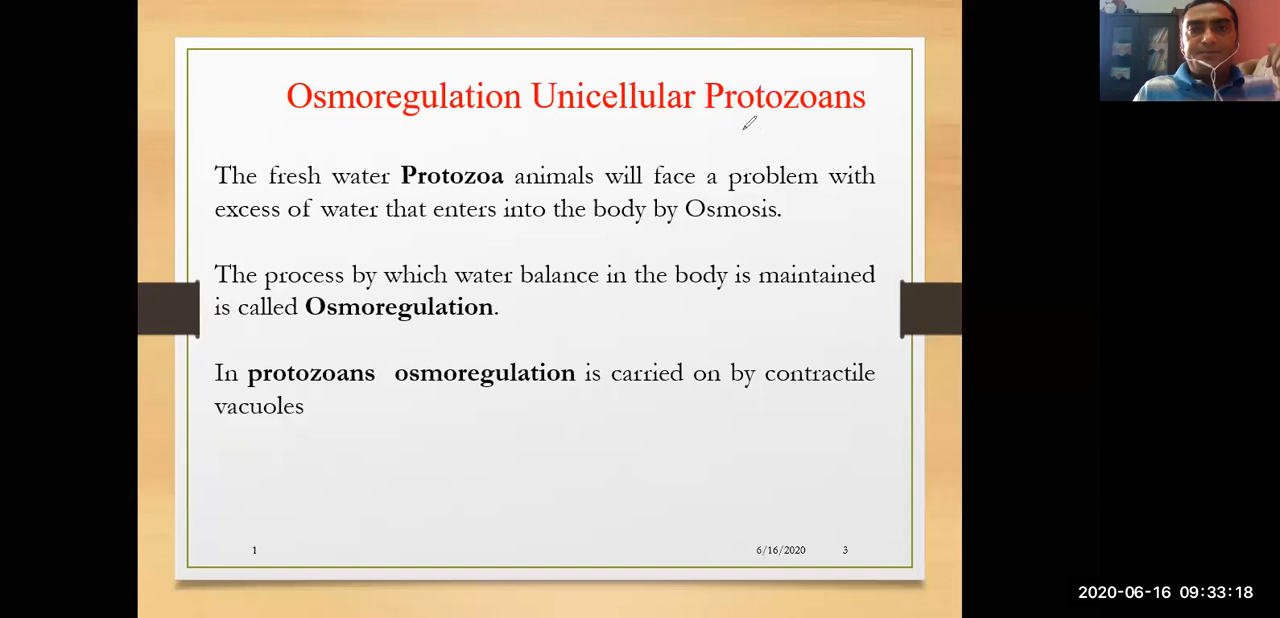 Osmoregulation Unicellular Protozoans
The fresh water Protozoa animals will face a problem with
excess of water that enters into the body by Osmosis.
The process by which water balance in the body is maintained
is called Osmoregulation.
In protozoans osmoregulation is carried on by contractile
vacuoles
1
6/16/2020 3
2020-06-16 09:33:18